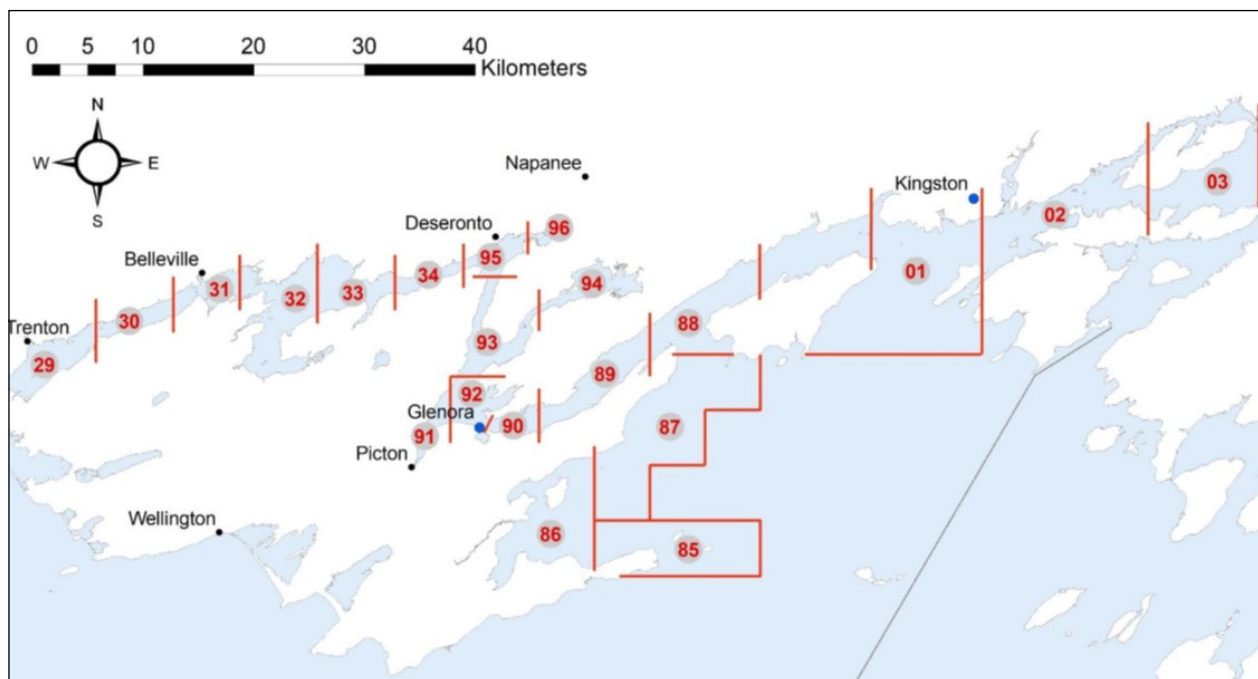 0 5 10 20 30 40
Kilometers
N
W E
S
Napanee
Kingston
03
02
Deseronto
96
95
Belleville
01
34
94
31
32
33
30
88
Trenton
29
93
89
92
Glenora
90
91
87
Picton
Wellington
86
85